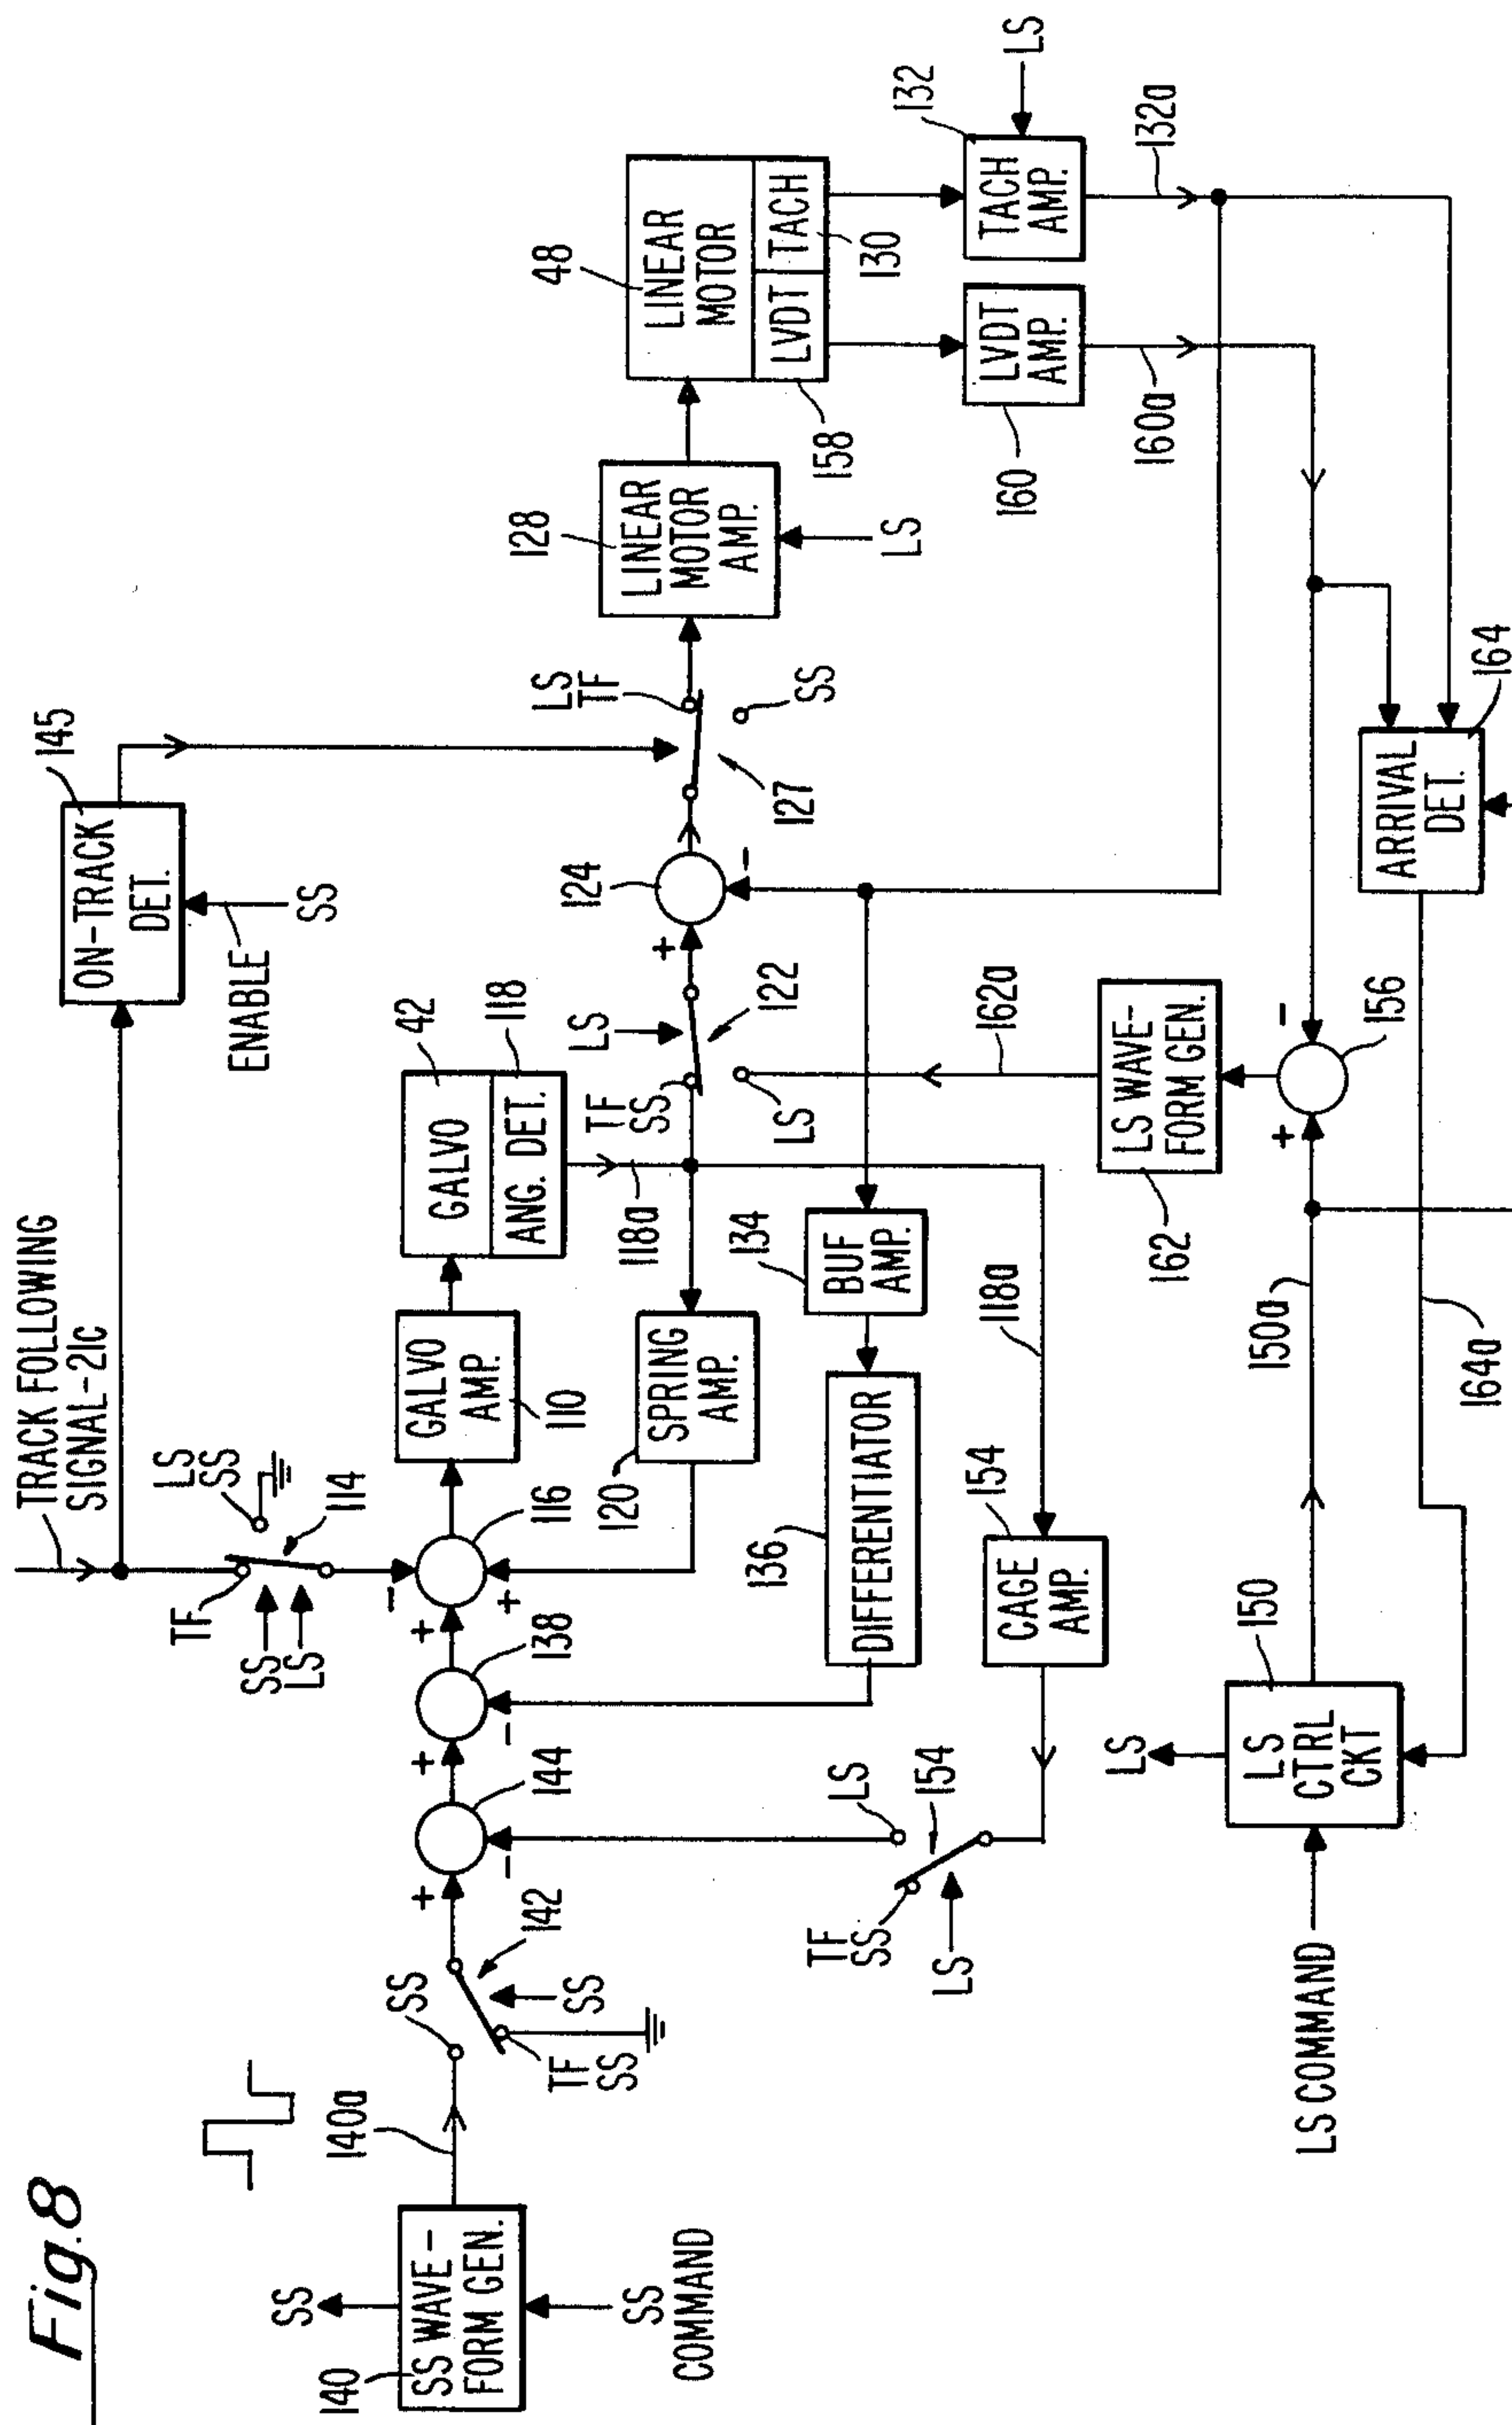 Fig. 8
TRACK FOLLOWING
SIGNAL-21c
ON-TRACK
DET.
145
ENABLE
SS
TF
LS
SS
114
SS
LS
140
SS WAVE-
FORM GEN.
SS
SS
COMMAND
140a
SS
142
SS
TF
SS
+
-
144
+
-
138
+
-
+
116
GALVO
AMP.
110
GALVO
42
ANG. DET.
118
118a
SPRING
AMP.
120
TF
SS
LS
LS
122
+
-
124
127
LS
TF
SS
128
LINEAR
MOTOR
AMP.
LS
48
LINEAR
MOTOR
LVDT
TACH
158
130
TACH
AMP.
132
LS
132a
LVDT
AMP.
160
160a
134
BUF
AMP.
136
DIFFERENTIATOR
118a
CAGE
AMP.
154
LS
154
TF
SS
LS
162a
LS WAVE-
FORM GEN.
162
+
-
156
ARRIVAL
DET.
164
164a
150a
LS
LS
CTRL
CKT
150
LS COMMAND